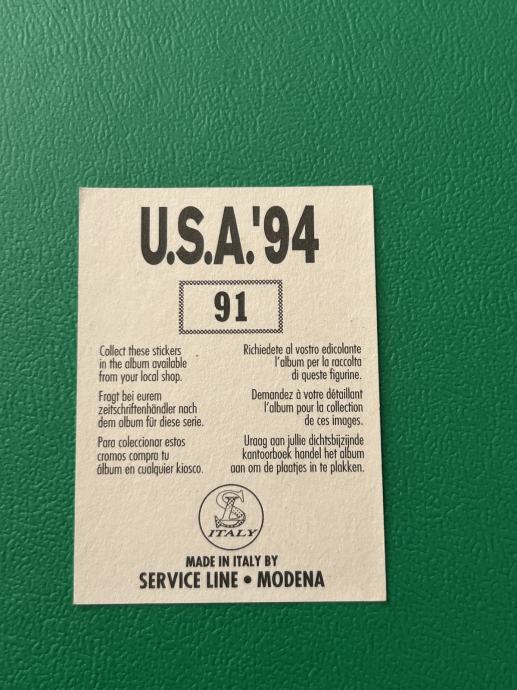 U.S.A.'94
91
Collect these stickers
in the album available
from your local shop.
Fragt bei eurem
zeitschriftenhändler nach
dem album für diese serie.
Para coleccionar estos
cromos compra tu
álbum en cualquier kiosco.
Richiedete al vostro edicolante
l'album per la raccolta
di queste figurine.
Demandez à votre détaillant
l'album pour la collection
de ces images.
Uraag aan jullie dichtsbijzijnde
kantoorboek handel het album
aan om de plaatjes in te plakken.
SL
ITALY
MADE IN ITALY BY
SERVICE LINE • MODENA